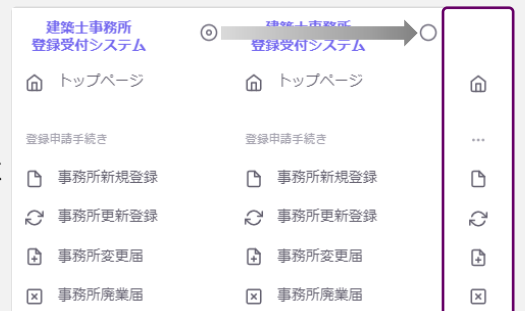 建築士事務所
登録受付システム
トップページ
登録申請手続き
事務所新規登録
事務所更新登録
事務所変更届
事務所廃業届
建築士事務所
登録受付システム
トップページ
登録申請手続き
事務所新規登録
事務所更新登録
事務所変更届
事務所廃業届
...